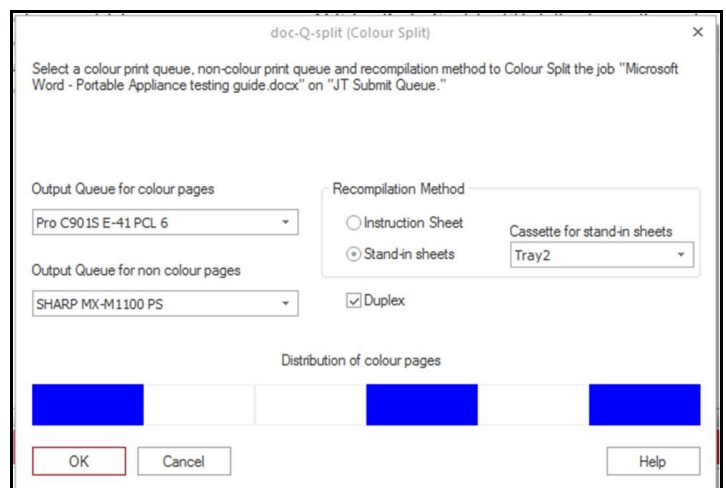 doc-Q-split (Colour Split)
Select a colour print queue, non-colour print queue and recompilation method to Colour Split the job "Microsoft
Word - Portable Appliance testing guide.docx" on "JT Submit Queue."
Output Queue for colour pages
Pro C901S E-41 PCL 6
Recompilation Method
Instruction Sheet
Stand-in sheets
Cassette for stand-in sheets
Tray2
Output Queue for non colour pages
SHARP MX-M1100 PS
Duplex
Distribution of colour pages
OK
Cancel
Help